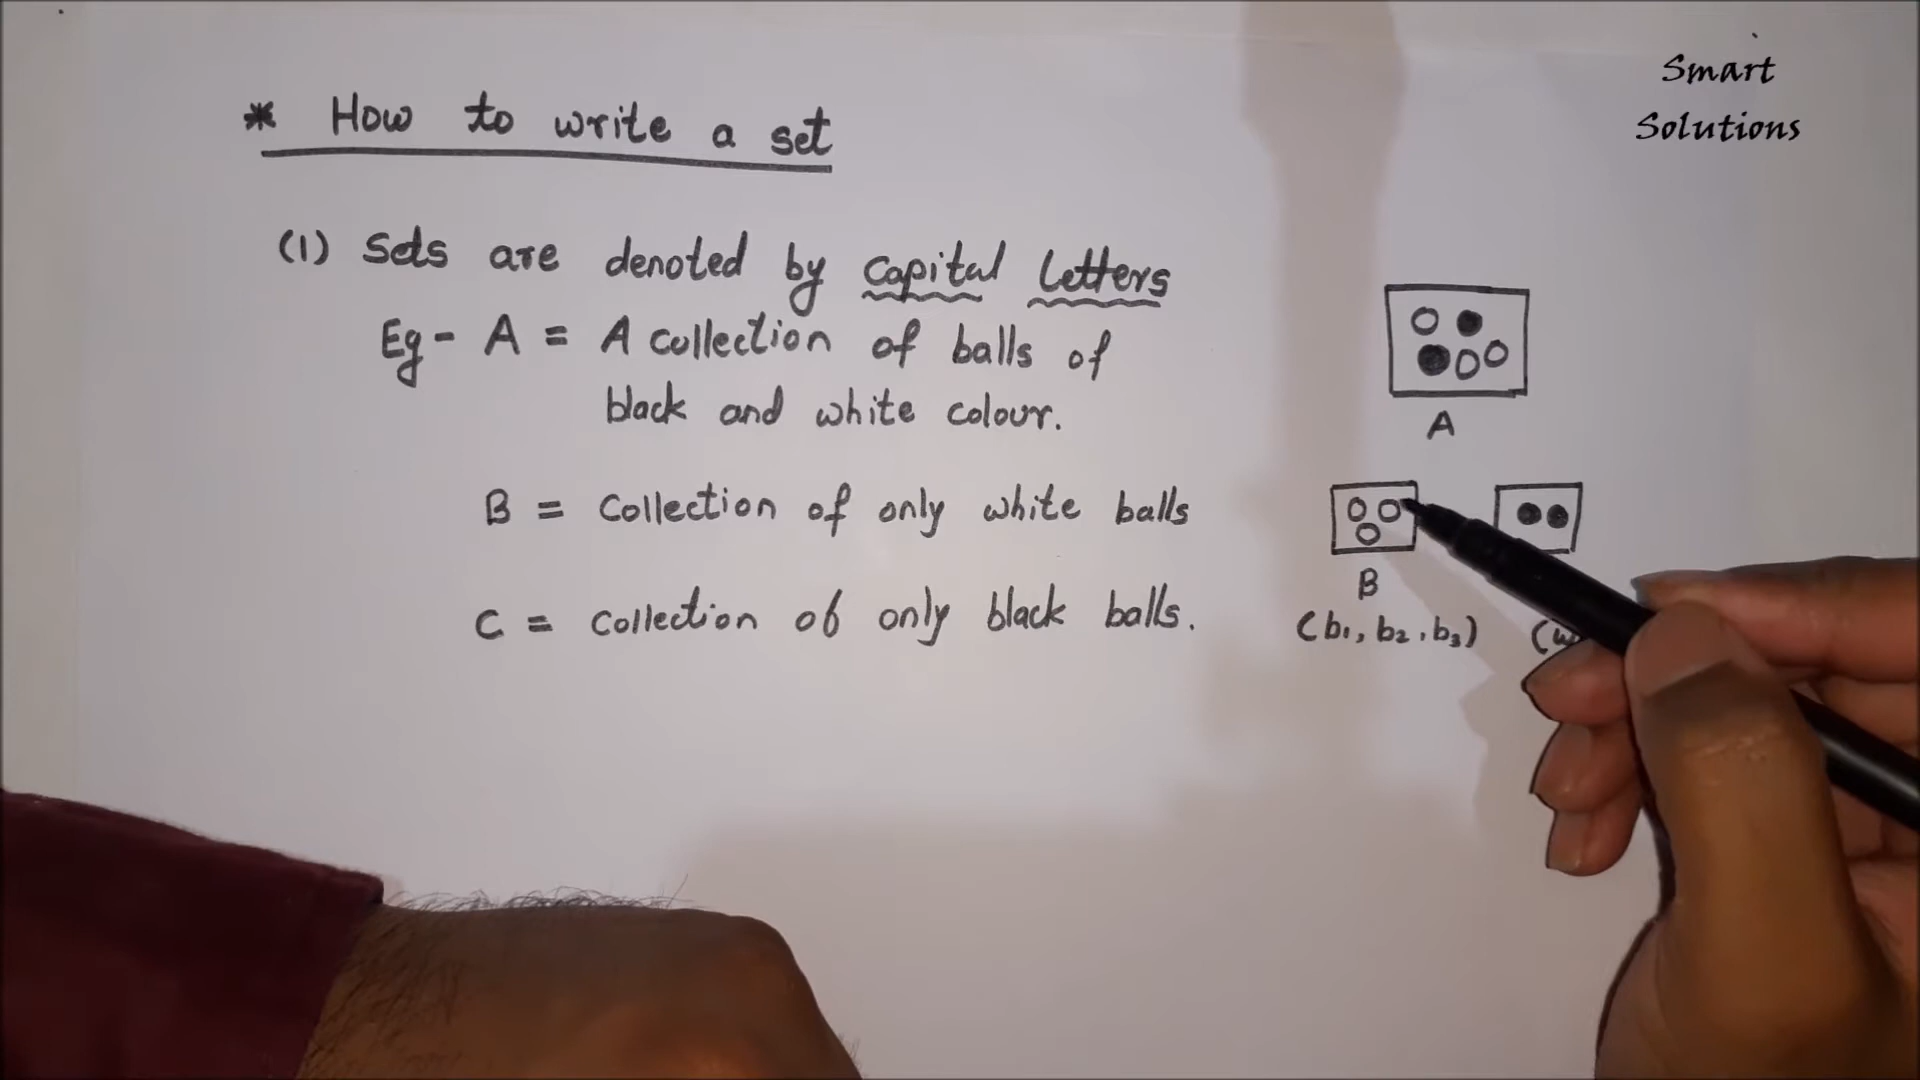 Smart
Solutions
* How to write a set
(1) Sets are denoted by capital letters
Eg - A = A collection of balls of
black and white colour.
A
B = Collection of only white balls
C = collection of only black balls.
B
(b1, b2, b3)